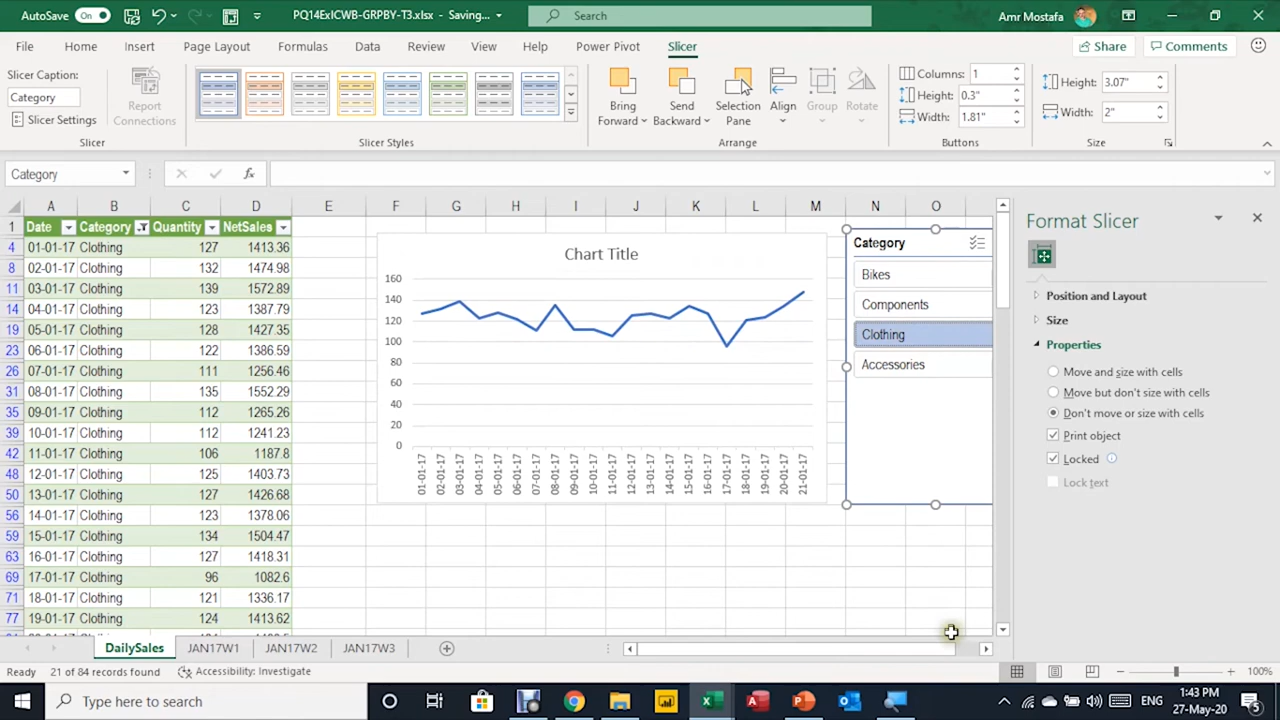 AutoSave On PQ14ExICWB-GRPBY-T3.xlsx - Saving... Search Amr Mostafa
File Home Insert Page Layout Formulas Data Review View Help Power Pivot Slicer Share Comments
Slicer Caption:
Category
Slicer Settings
Report
Connections
Bring
Forward
Send
Backward
Selection
Pane
Align
Group
Rotate
Columns: 1
Height: 0.3"
Width: 1.81"
Height: 3.07"
Width: 2"
Slicer Slicer Styles Arrange Buttons Size
Category fx
A B C D E F G H I J K L M N O
1 Date Category Quantity NetSales
4 01-01-17 Clothing 127 1413.36
8 02-01-17 Clothing 132 1474.98
11 03-01-17 Clothing 139 1572.89
14 04-01-17 Clothing 123 1387.79
19 05-01-17 Clothing 128 1427.35
23 06-01-17 Clothing 122 1386.59
26 07-01-17 Clothing 111 1256.46
31 08-01-17 Clothing 135 1552.29
35 09-01-17 Clothing 112 1265.26
39 10-01-17 Clothing 112 1241.23
42 11-01-17 Clothing 106 1187.8
48 12-01-17 Clothing 125 1403.73
50 13-01-17 Clothing 127 1426.68
56 14-01-17 Clothing 123 1378.06
59 15-01-17 Clothing 134 1504.47
63 16-01-17 Clothing 127 1418.31
69 17-01-17 Clothing 96 1082.6
71 18-01-17 Clothing 121 1336.17
77 19-01-17 Clothing 124 1413.62
Chart Title
160
140
120
100
80
60
40
20
0
01-01-17 02-01-17 03-01-17 04-01-17 05-01-17 06-01-17 07-01-17 08-01-17 09-01-17 10-01-17 11-01-17 12-01-17 13-01-17 14-01-17 15-01-17 16-01-17 17-01-17 18-01-17 19-01-17 20-01-17 21-01-17
Category
Bikes
Components
Clothing
Accessories
Format Slicer
Position and Layout
Size
Properties
Move and size with cells
Move but don't size with cells
Don't move or size with cells
Print object
Locked
Lock text
DailySales JAN17W1 JAN17W2 JAN17W3
Ready 21 of 84 records found Accessibility: Investigate 100%
Type here to search ENG 1:43 PM
27-May-20 5